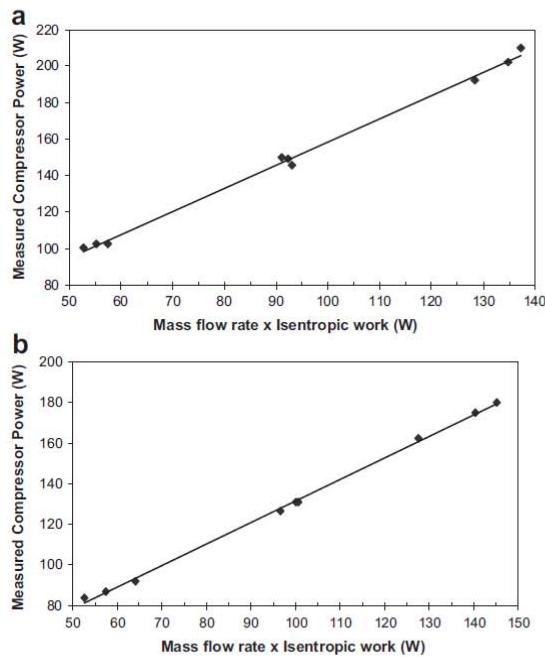 a
220
200
180
160
140
120
100
80
Measured Compressor Power (W)
50 60 70 80 90 100 110 120 130 140
Mass flow rate x Isentropic work (W)
b
200
180
160
140
120
100
80
Measured Compressor Power (W)
50 60 70 80 90 100 110 120 130 140 150
Mass flow rate x Isentropic work (W)